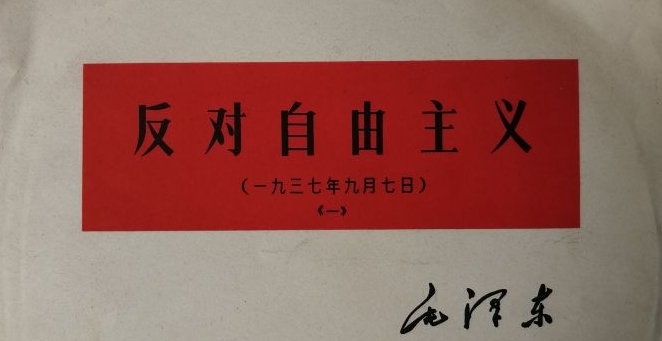 反对自由主义
(一九三七年九月七日)
《一》
毛泽东